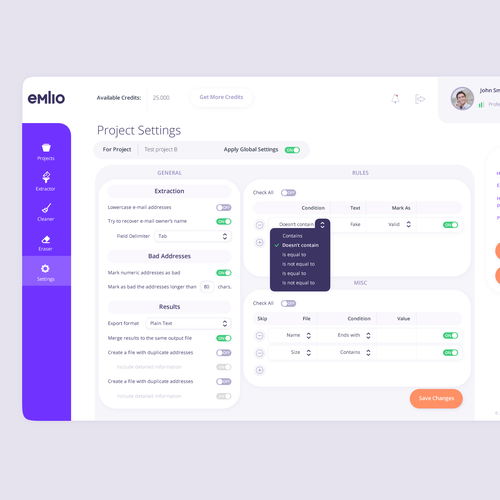 emlio
Available Credits:
25.000
Get More Credits
John Sm
Profe
Project Settings
For Project
Test project B
Apply Global Settings
ON
Projects
Extractor
Cleaner
Eraser
Settings
GENERAL
Extraction
Lowercase e-mail addresses
OFF
Try to recover e-mail owner's name
ON
Field Delimiter
Tab
Bad Addresses
Mark numeric addresses as bad
ON
Mark as bad the addresses longer than
80
chars.
Results
Export format
Plain Text
Merge results to the same output file
ON
Create a file with duplicate addresses
OFF
Include detailed information
ON
Create a file with duplicate addresses
OFF
Include detailed information
ON
RULES
Check All
OFF
Condition
Text
Mark As
Doesn't contain
Fake
Valid
ON
Contains
Doesn't contain
Is equal to
Is not equal to
Is equal to
Is not equal to
MISC
Check All
OFF
Skip
File
Condition
Value
Name
Ends with
ON
Size
Contains
ON
Save Changes
H
E
H
P
P